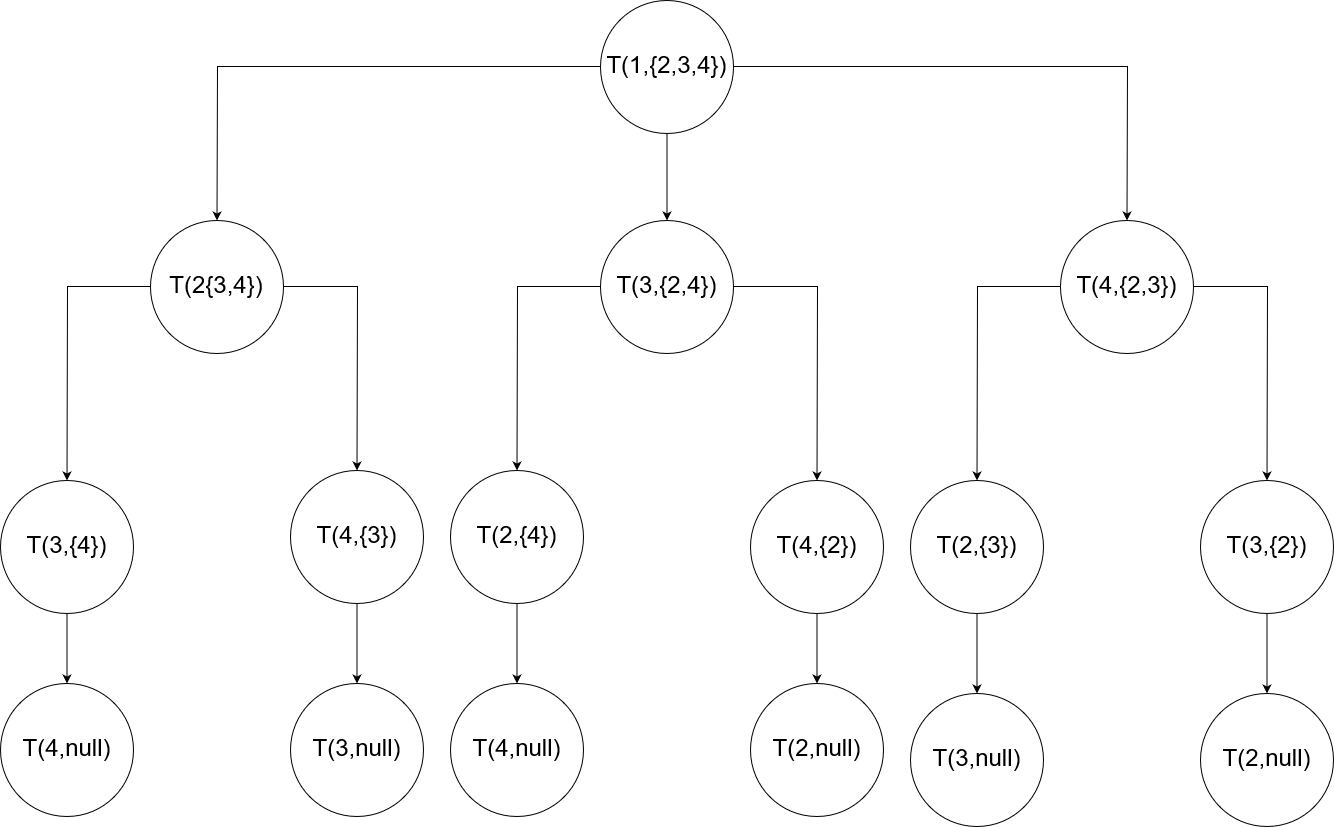 T(1,{2,3,4})
T(2{3,4})
T(3,{2,4})
T(4,{2,3})
T(3,{4})
T(4,{3})
T(2,{4})
T(4,{2})
T(2,{3})
T(3,{2})
T(4,null)
T(3,null)
T(4,null)
T(2,null)
T(3,null)
T(2,null)